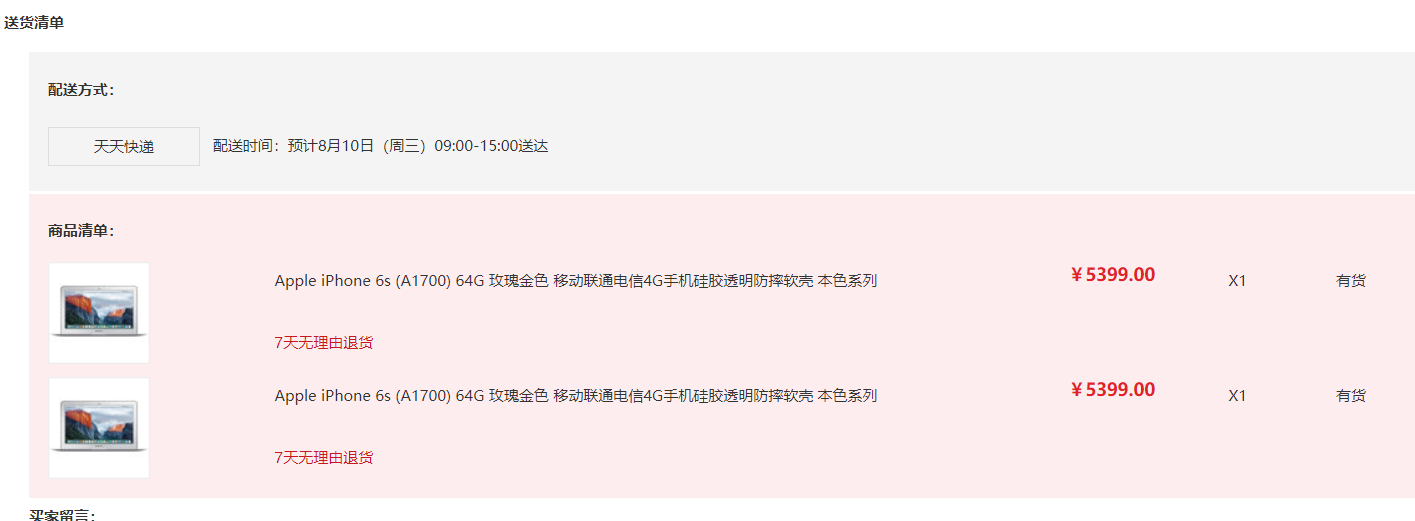 送货清单
配送方式：
天天快递 配送时间：预计8月10日（周三）09:00-15:00送达
商品清单：
Apple iPhone 6s (A1700) 64G 玫瑰金色 移动联通电信4G手机硅胶透明防摔软壳 本色系列 ￥5399.00 X1 有货
7天无理由退货
Apple iPhone 6s (A1700) 64G 玫瑰金色 移动联通电信4G手机硅胶透明防摔软壳 本色系列 ￥5399.00 X1 有货
7天无理由退货
买家留言：